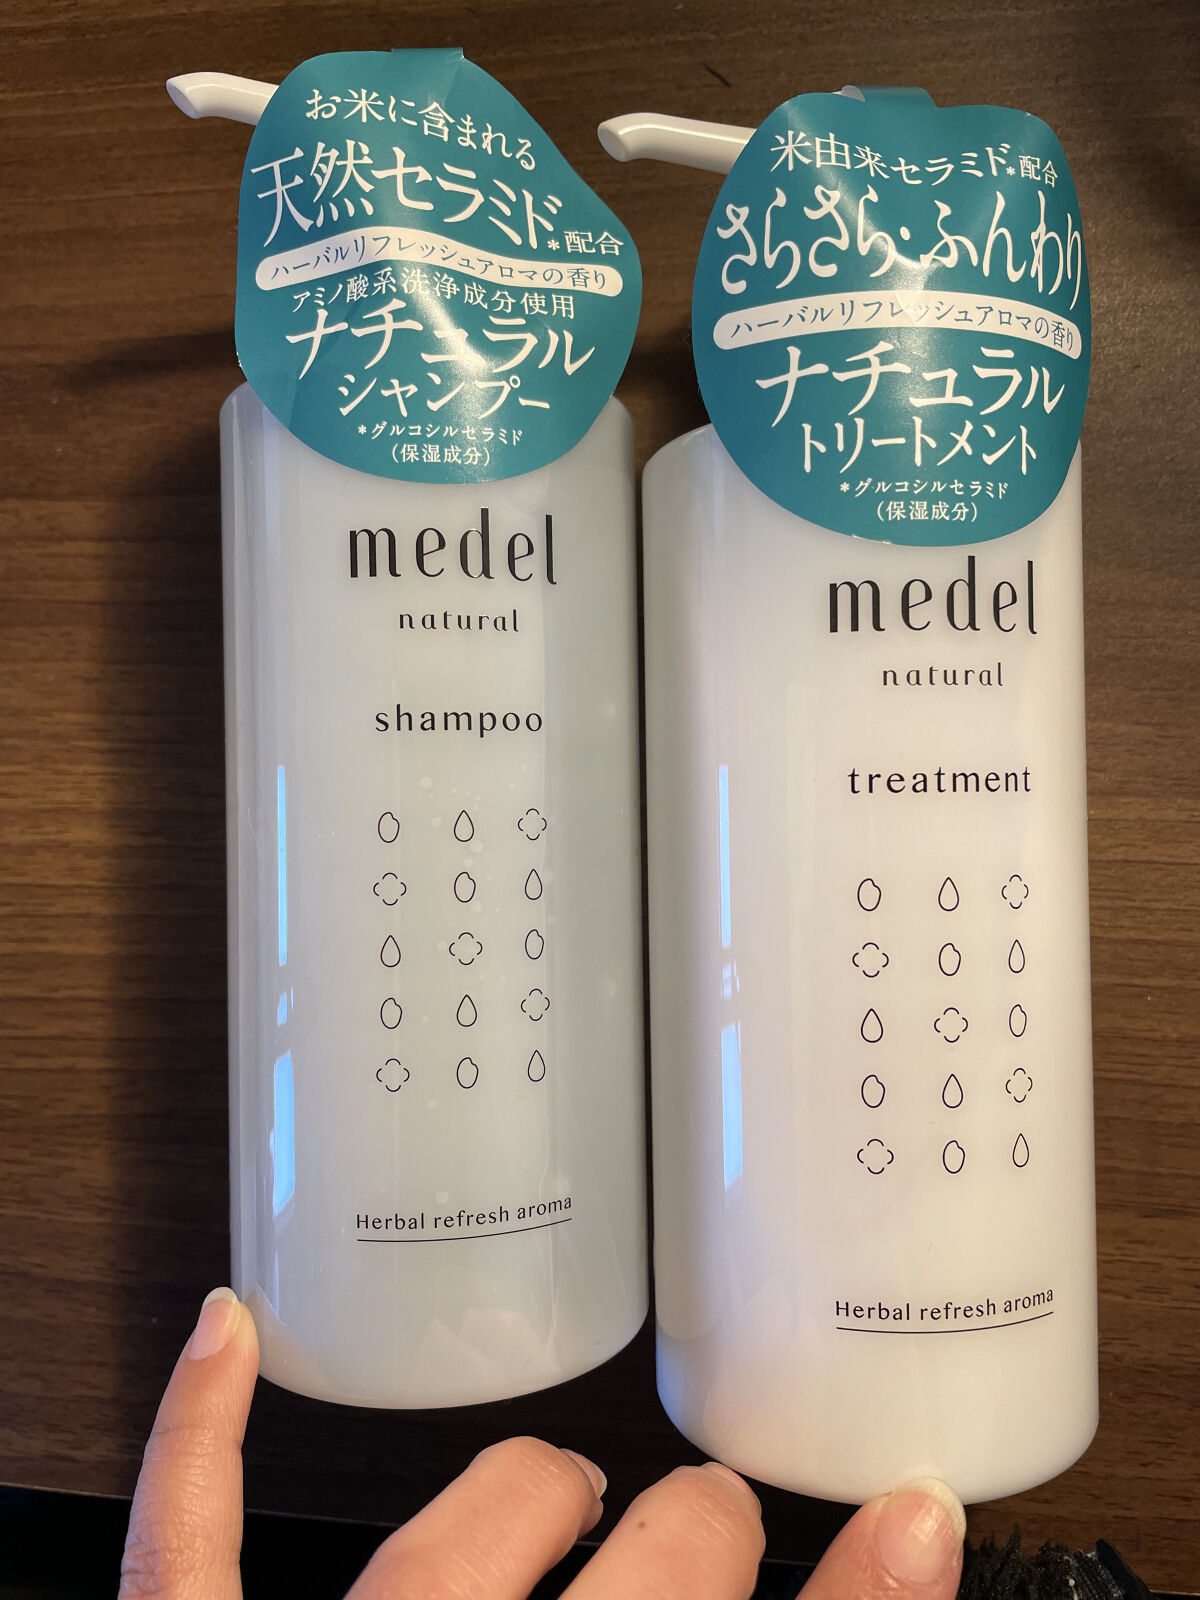 お米に含まれる
天然セラミド*配合
ハーバルリフレッシュアロマの香り
アミノ酸系洗浄成分使用
ナチュラル
シャンプー
*グルコシルセラミド
(保湿成分)
medel
natural
shampoo
Herbal refresh aroma
米由来セラミド*配合
さらさら・ふんわり
ハーバルリフレッシュアロマの香り
ナチュラル
トリートメント
*グルコシルセラミド
(保湿成分)
medel
natural
treatment
Herbal refresh aroma